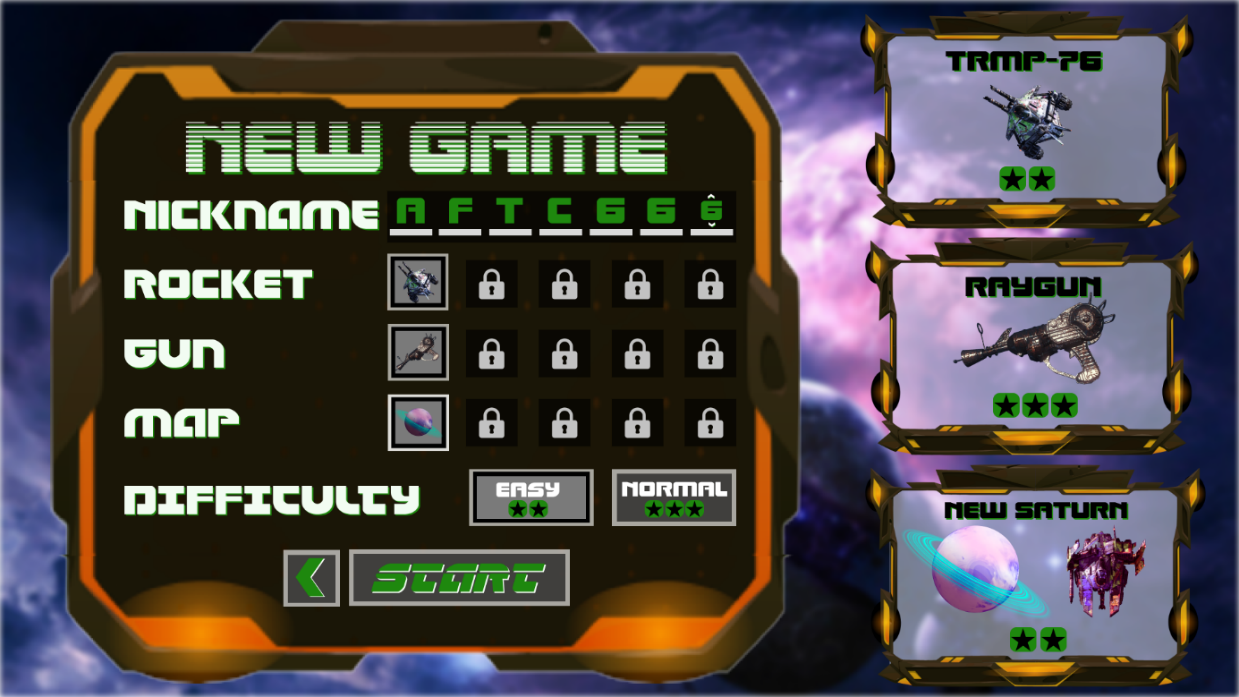 NEW GAME
NICKNAME A F T C 6 6 6
ROCKET
GUN
MAP
DIFFICULTY EASY NORMAL
START
TRMP-76
RAYGUN
NEW SATURN